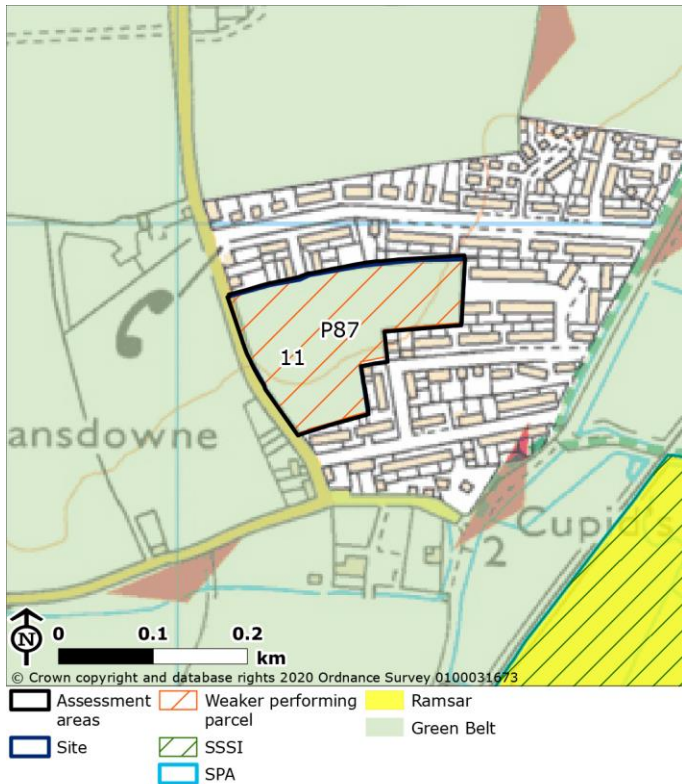 P87
11
ansdowne
Cupid's
2
N
0 0.1 0.2
km
© Crown copyright and database rights 2020 Ordnance Survey 0100031673
Assessment areas
Weaker performing parcel
Ramsar
Site
SSSI
Green Belt
SPA